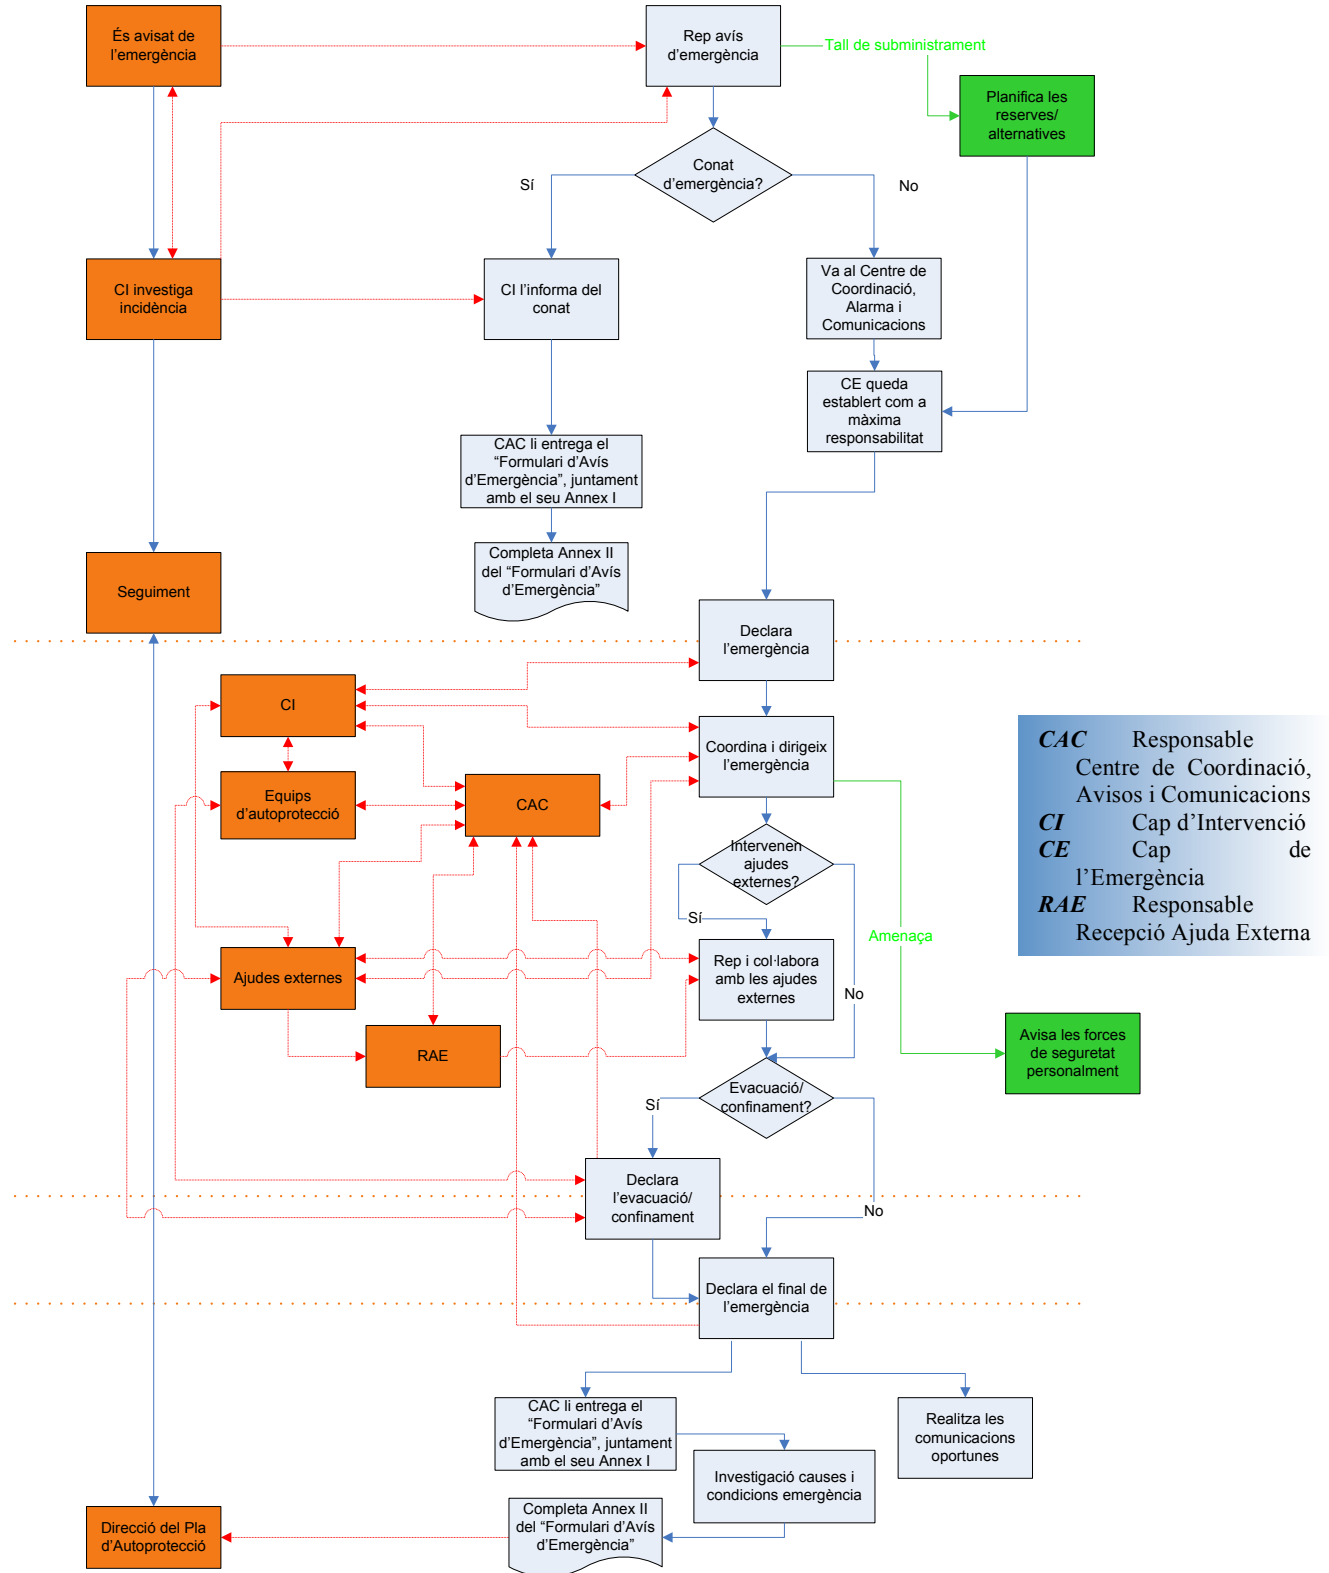 És avisat de
l'emergència
Rep avís
d'emergència
Tall de subministrament
Planifica les
reserves/
alternatives
Conat
d'emergència?
Sí
No
CI investiga
incidència
CI l'informa del
conat
Va al Centre de
Coordinació,
Alarma i
Comunicacions
CE queda
establert com a
màxima
responsabilitat
CAC li entrega el
“Formulari d'Avís
d'Emergència”, juntament
amb el seu Annex I
Completa Annex II
del “Formulari d'Avís
d'Emergència”
Seguiment
Declara
l'emergència
CI
Coordina i dirigeix
l'emergència
Equips
d'autoprotecció
CAC
CAC Responsable
Centre de Coordinació,
Avisos i Comunicacions
CI Cap d'Intervenció
CE Cap de
l'Emergència
RAE Responsable
Recepció Ajuda Externa
Intervenen
ajudes
externes?
Sí
Amenaça
Ajudes externes
Rep i col·labora
amb les ajudes
externes
No
RAE
Avisa les forces
de seguretat
personalment
Evacuació/
confinament?
Sí
Declara
l'evacuació/
confinament
No
Declara el final de
l'emergència
CAC li entrega el
“Formulari d'Avís
d'Emergència”, juntament
amb el seu Annex I
Realitza les
comunicacions
oportunes
Investigació causes i
condicions emergència
Completa Annex II
del “Formulari d'Avís
d'Emergència”
Direcció del Pla
d'Autoprotecció